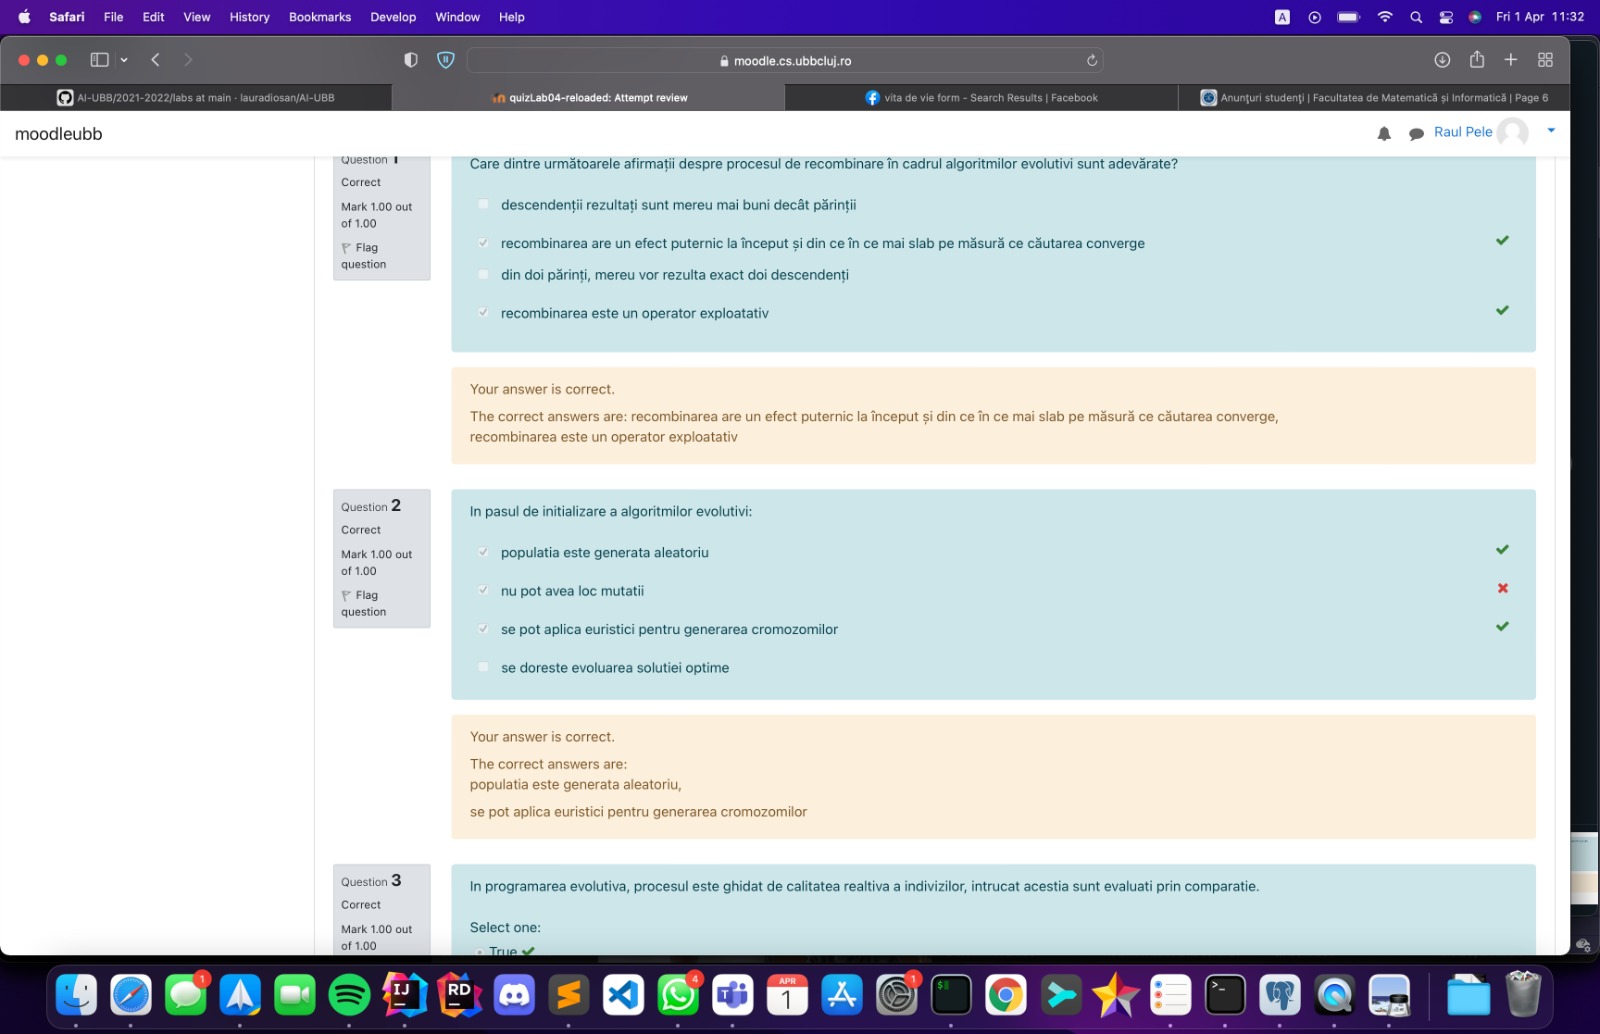 Safari File Edit View History Bookmarks Develop Window Help
A
Fri 1 Apr 11:32
moodle.cs.ubbcluj.ro
AI-UBB/2021-2022/labs at main · lauradiosan/AI-UBB
quizLab04-reloaded: Attempt review
vita de vie form - Search Results | Facebook
Anunțuri studenți | Facultatea de Matematică și Informatică | Page 6
moodleubb
Raul Pele
Question 1
Correct
Mark 1.00 out
of 1.00
Flag
question
Care dintre următoarele afirmații despre procesul de recombinare în cadrul algoritmilor evolutivi sunt adevărate?
descendenții rezultați sunt mereu mai buni decât părinții
recombinarea are un efect puternic la început și din ce în ce mai slab pe măsură ce căutarea converge
din doi părinți, mereu vor rezulta exact doi descendenți
recombinarea este un operator exploatativ
Your answer is correct.
The correct answers are: recombinarea are un efect puternic la început și din ce în ce mai slab pe măsură ce căutarea converge,
recombinarea este un operator exploatativ
Question 2
Correct
Mark 1.00 out
of 1.00
Flag
question
In pasul de initializare a algoritmilor evolutivi:
populatia este generata aleatoriu
nu pot avea loc mutatii
se pot aplica euristici pentru generarea cromozomilor
se doreste evoluarea solutiei optime
Your answer is correct.
The correct answers are:
populatia este generata aleatoriu,
se pot aplica euristici pentru generarea cromozomilor
Question 3
Correct
Mark 1.00 out
of 1.00
In programarea evolutiva, procesul este ghidat de calitatea realtiva a indivizilor, intrucat acestia sunt evaluati prin comparatie.
Select one:
True
1
IJ
RD
4
APR
1
1
$
>_